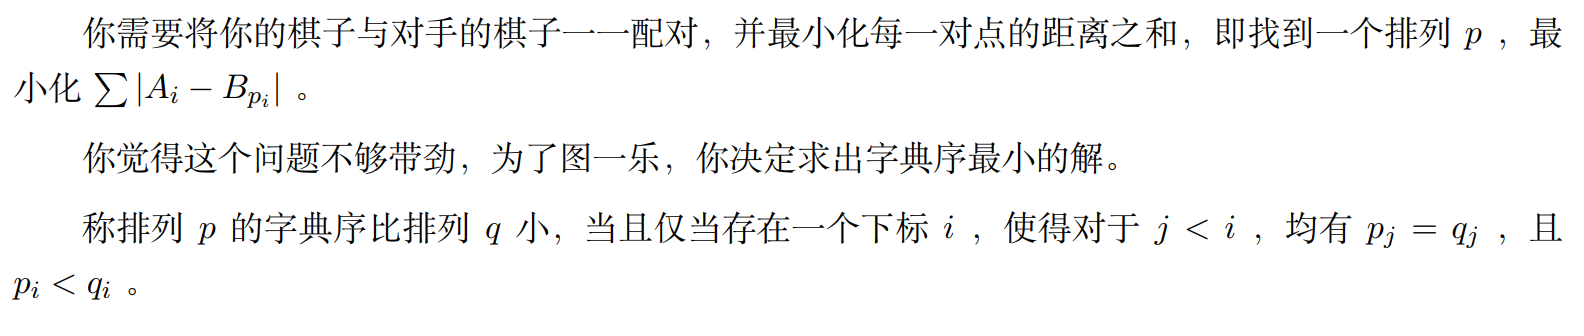 你需要将你的棋子与对手的棋子一一配对，并最小化每一对点的距离之和，即找到一个排列 p ，最
小化 ∑|A_i − B_{p_i}| 。
你觉得这个问题不够带劲，为了图一乐，你决定求出字典序最小的解。
称排列 p 的字典序比排列 q 小，当且仅当存在一个下标 i ，使得对于 j < i ，均有 p_j = q_j ，且
p_i < q_i 。